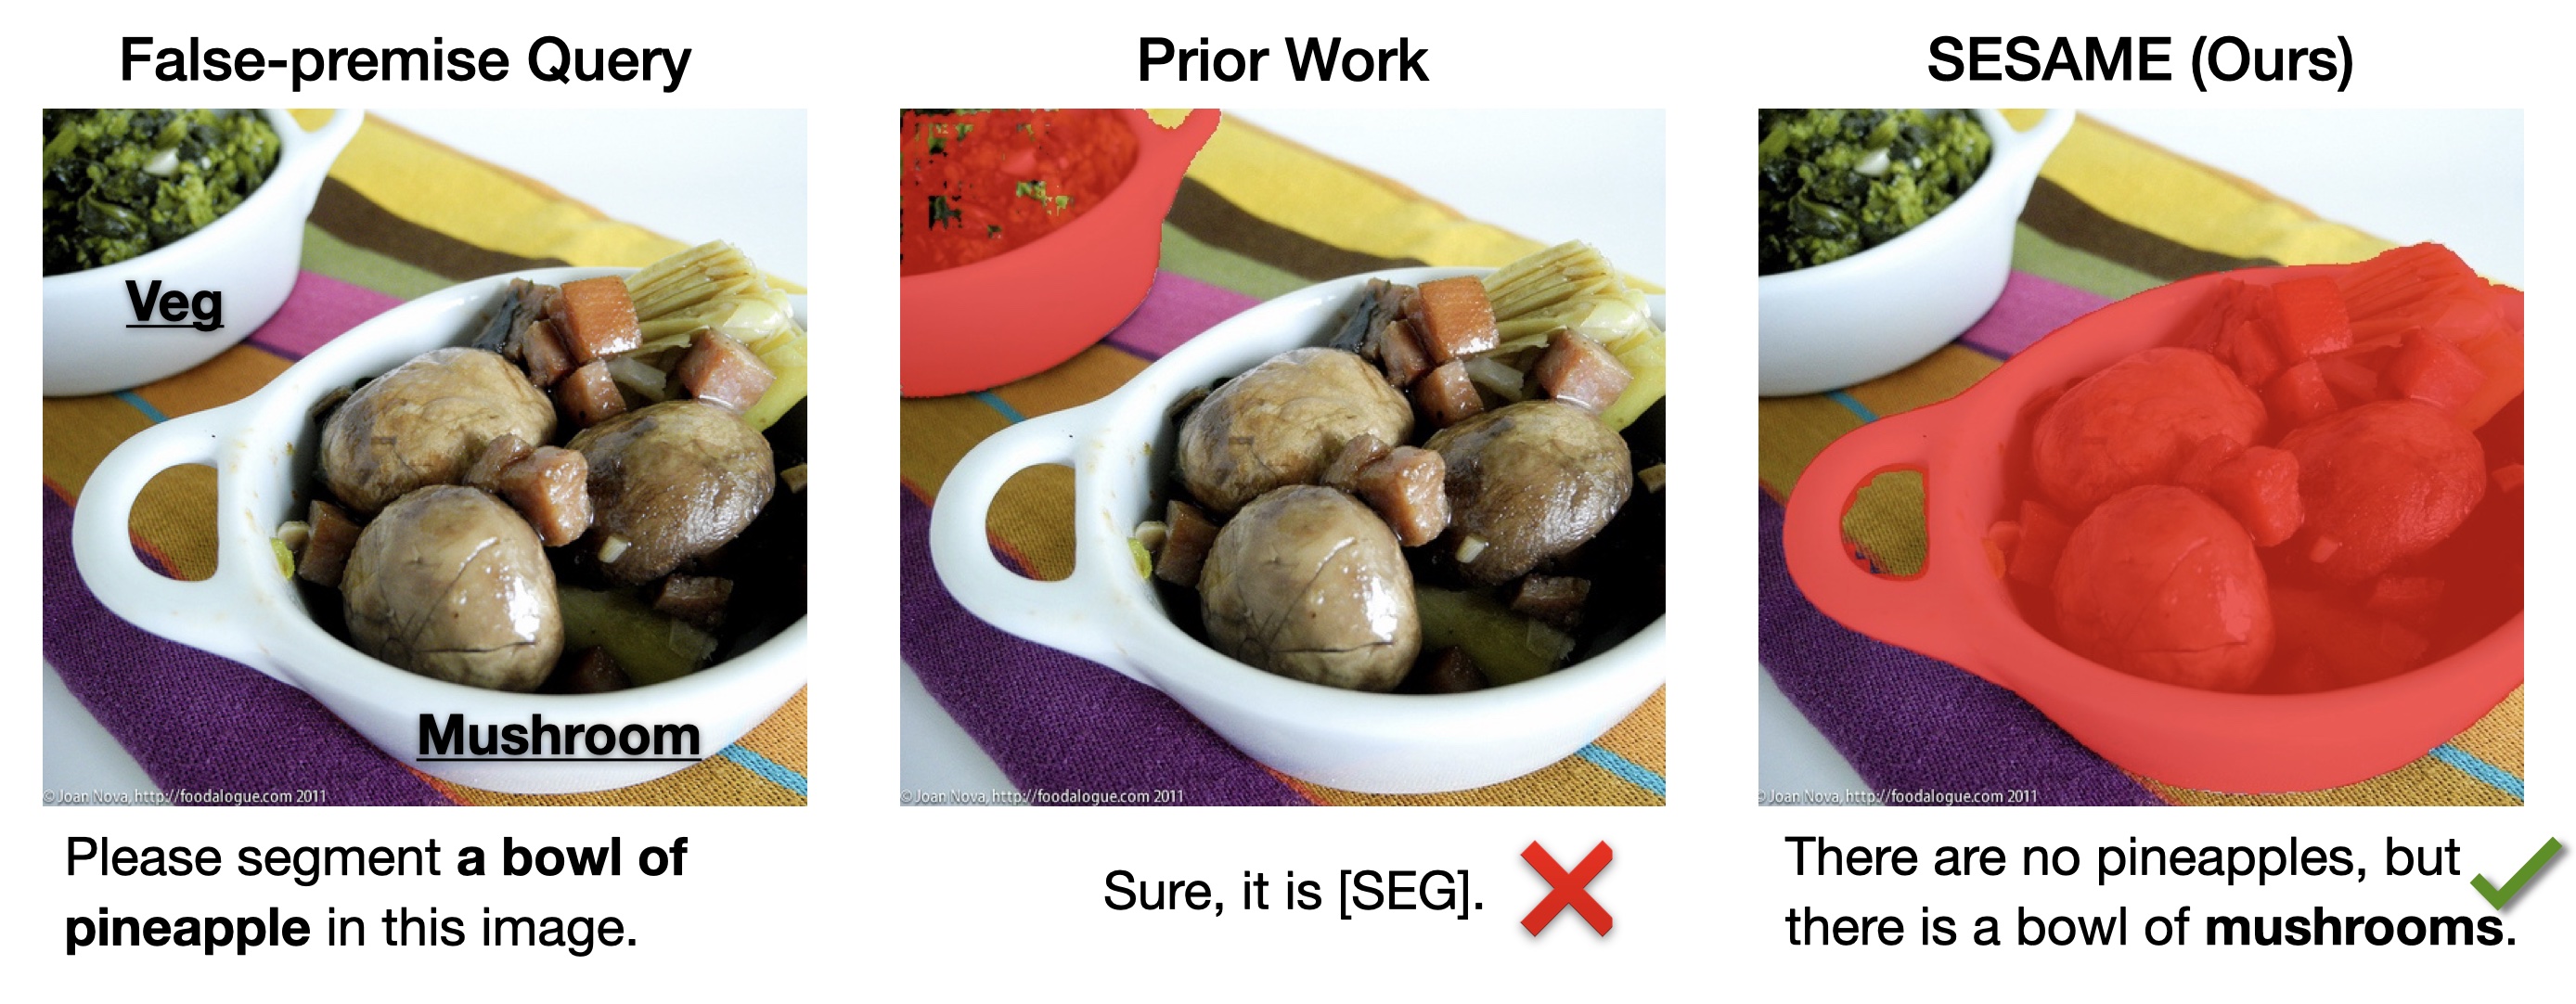 False-premise Query
Prior Work
SESAME (Ours)
Veg
Mushroom
© Joan Nova, http://foodalogue.com 2011
© Joan Nova, http://foodalogue.com 2011
© Joan Nova, http://foodalogue.com 2011
Please segment a bowl of
pineapple in this image.
Sure, it is [SEG].
There are no pineapples, but
there is a bowl of mushrooms.